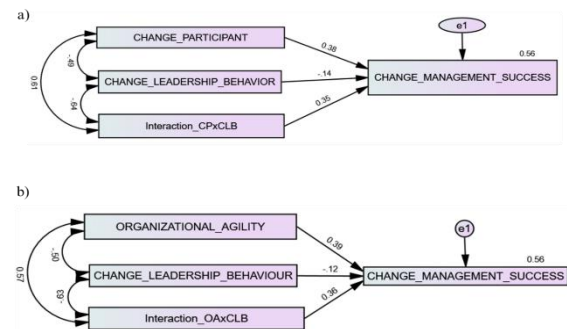 a)
e1
CHANGE_PARTICIPANT
0.38
0.56
-.49
CHANGE_LEADERSHIP_BEHAVIOR
-.14
CHANGE_MANAGEMENT_SUCCESS
0.61
-.64
0.35
Interaction_CPxCLB
b)
e1
ORGANIZATIONAL_AGILITY
0.39
0.56
-.50
CHANGE_LEADERSHIP_BEHAVIOUR
-.12
CHANGE_MANAGEMENT_SUCCESS
0.57
-.63
0.36
Interaction_OAxCLB